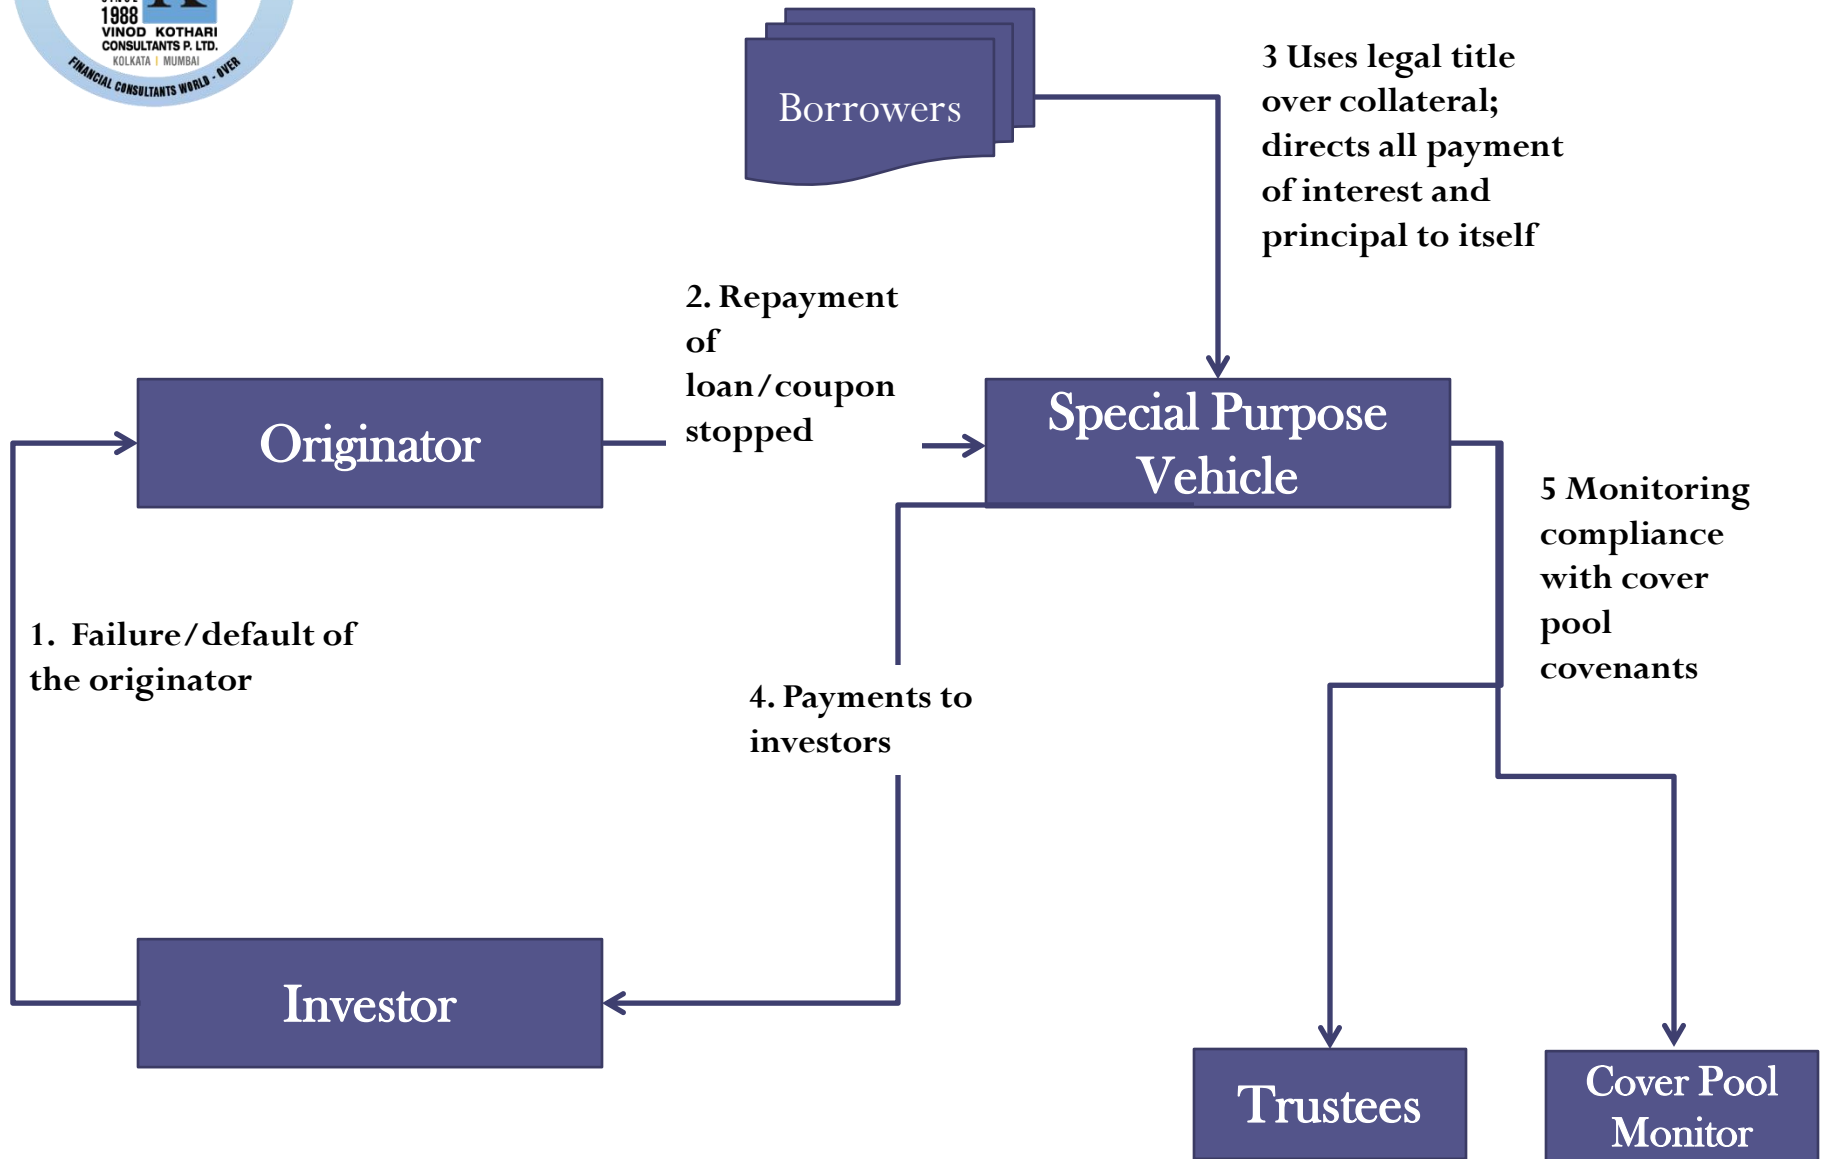 1988
VINOD KOTHARI
CONSULTANTS P. LTD.
KOLKATA | MUMBAI
FINANCIAL CONSULTANTS WORLD - OVER
Borrowers
3 Uses legal title
over collateral;
directs all payment
of interest and
principal to itself
2. Repayment
of
loan/coupon
stopped
Originator
Special Purpose
Vehicle
5 Monitoring
compliance
with cover
pool
covenants
1. Failure/default of
the originator
4. Payments to
investors
Investor
Trustees
Cover Pool
Monitor